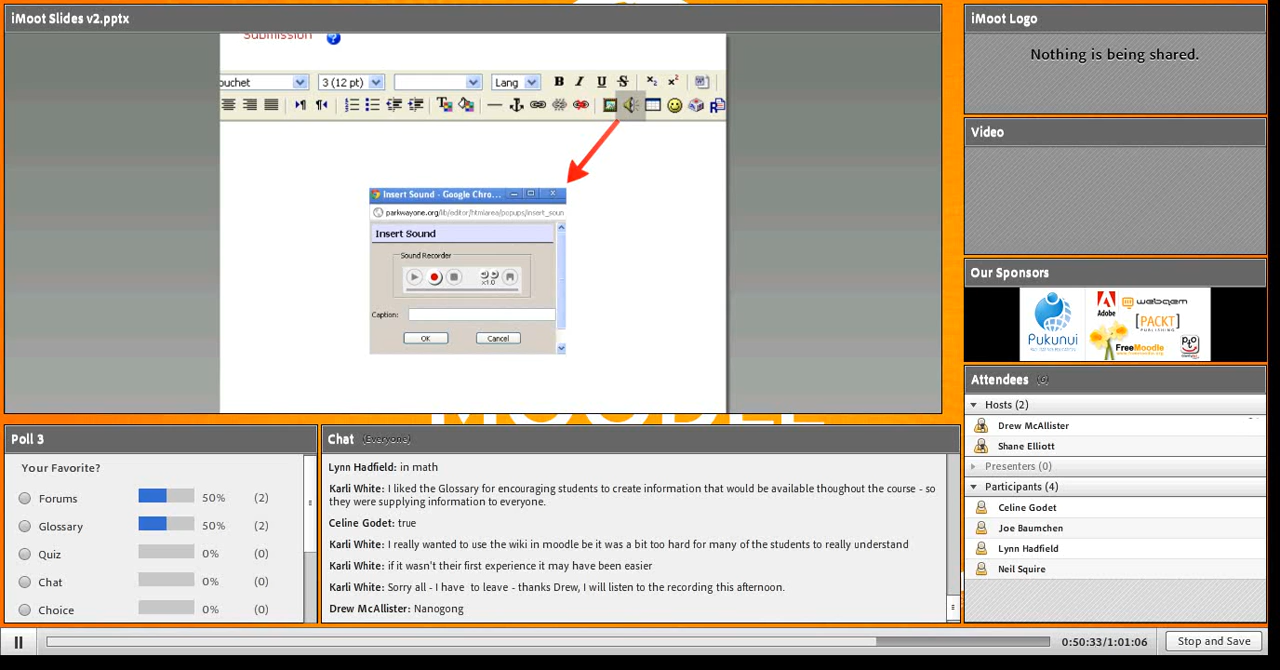 iMoot Slides v2.pptx
Submission
ouchet 3 (12 pt) Lang B I U S x2 x2
Insert Sound - Google Chro...
parkwayone.org/lib/editor/htmlarea/popups/insert_soun
Insert Sound
Sound Recorder
x1.0
Caption:
OK Cancel
iMoot Logo
Nothing is being shared.
Video
Our Sponsors
Pukunui
Adobe
webqem
[PACKT]
PUBLISHING
FreeMoodle
Attendees (6)
Hosts (2)
Drew McAllister
Shane Elliott
Presenters (0)
Participants (4)
Celine Godet
Joe Baumchen
Lynn Hadfield
Neil Squire
MOODLE
Poll 3
Your Favorite?
Forums 50% (2)
Glossary 50% (2)
Quiz 0% (0)
Chat 0% (0)
Choice 0% (0)
Chat (Everyone)
Lynn Hadfield: in math
Karli White: I liked the Glossary for encouraging students to create information that would be available thoughout the course - so
they were supplying information to everyone.
Celine Godet: true
Karli White: I really wanted to use the wiki in moodle be it was a bit too hard for many of the students to really understand
Karli White: if it wasn't their first experience it may have been easier
Karli White: Sorry all - I have  to leave - thanks Drew, I will listen to the recording this afternoon.
Drew McAllister: Nanogong
0:50:33/1:01:06
Stop and Save